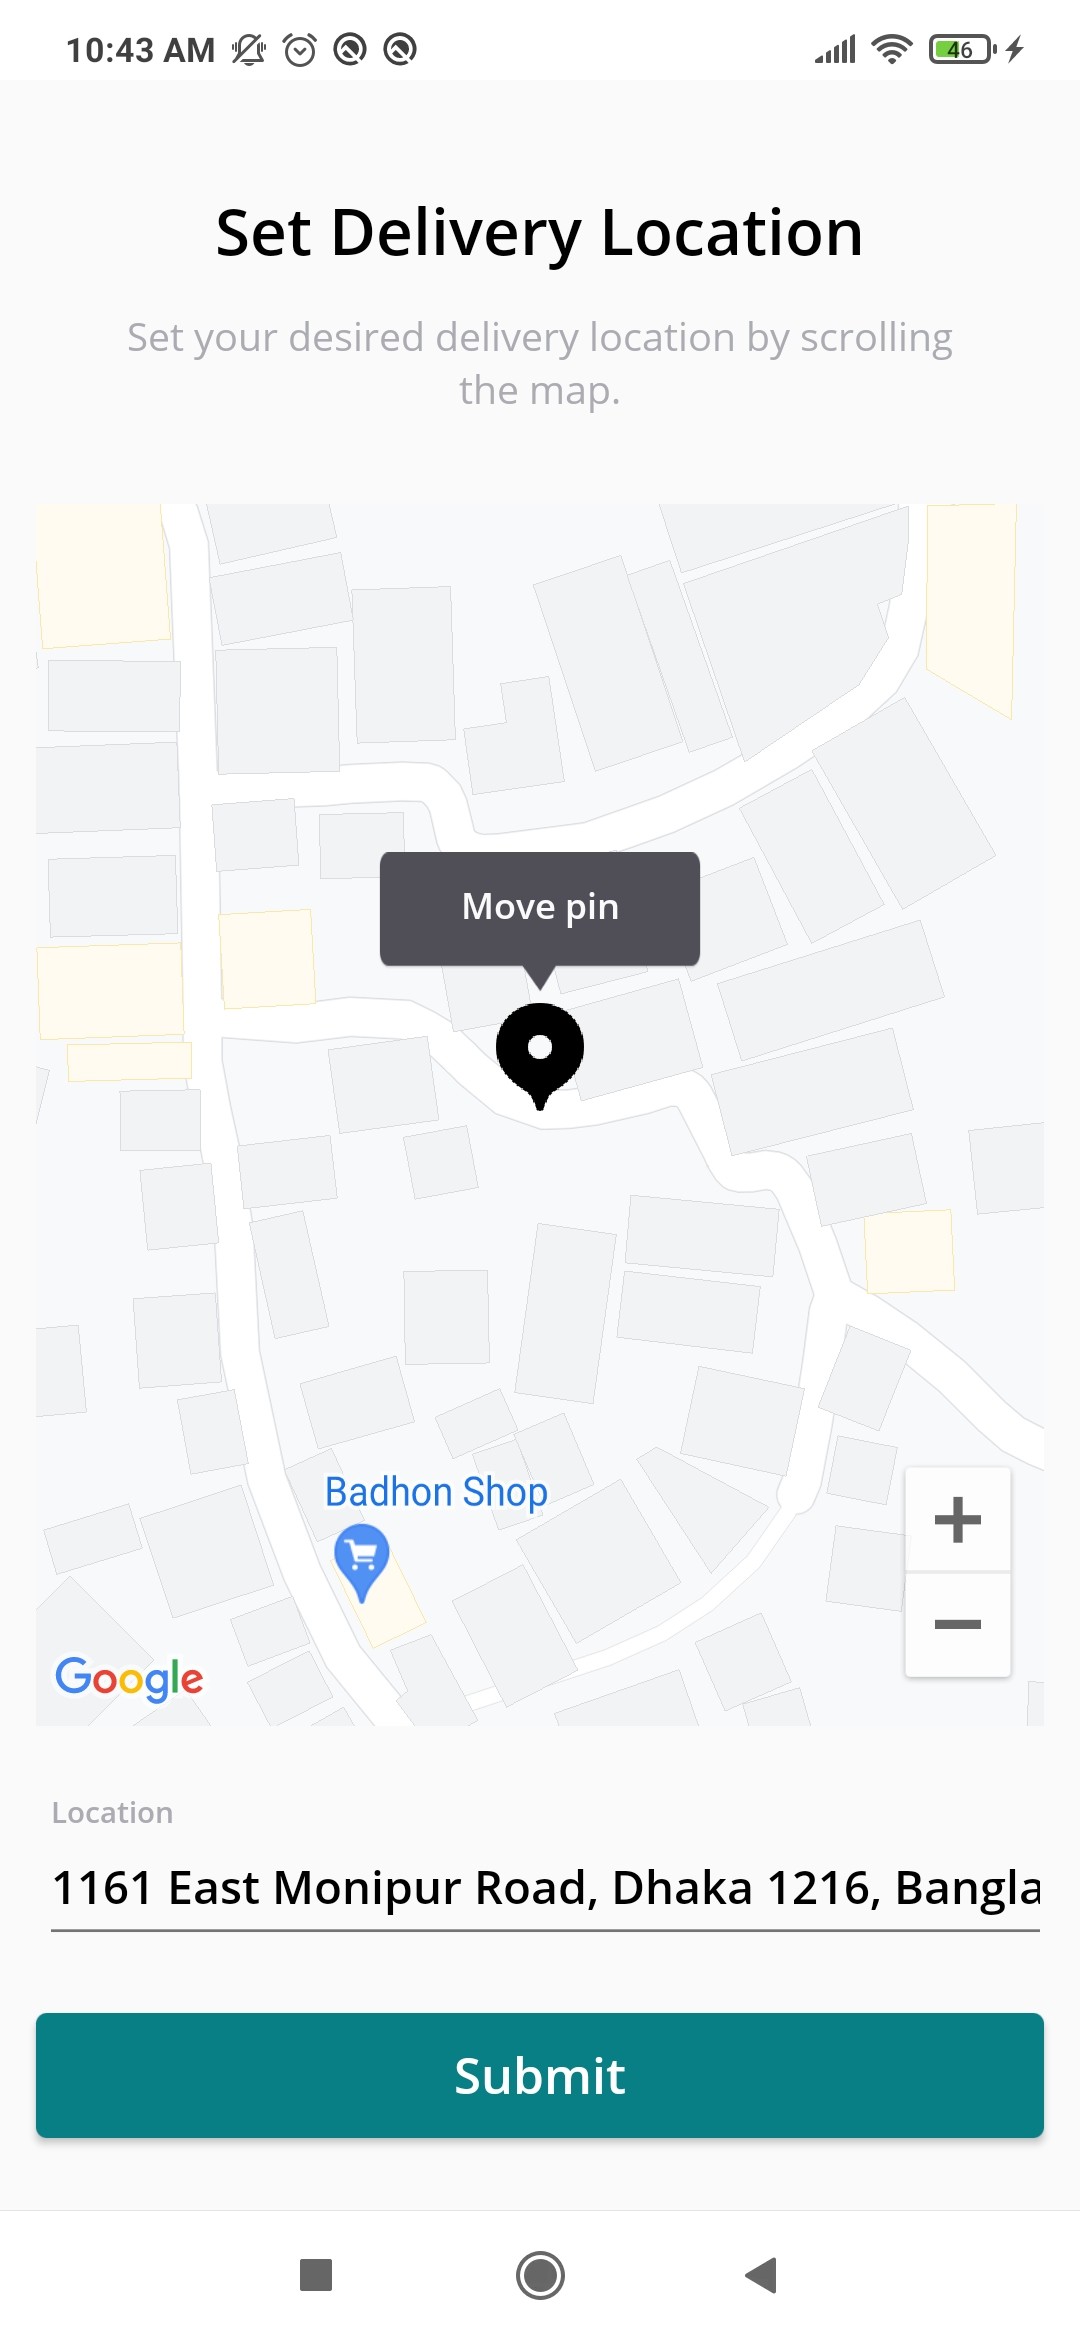 10:43 AM
46
Set Delivery Location
Set your desired delivery location by scrolling
the map.
Move pin
Badhon Shop
Google
Location
1161 East Monipur Road, Dhaka 1216, Bangla
Submit